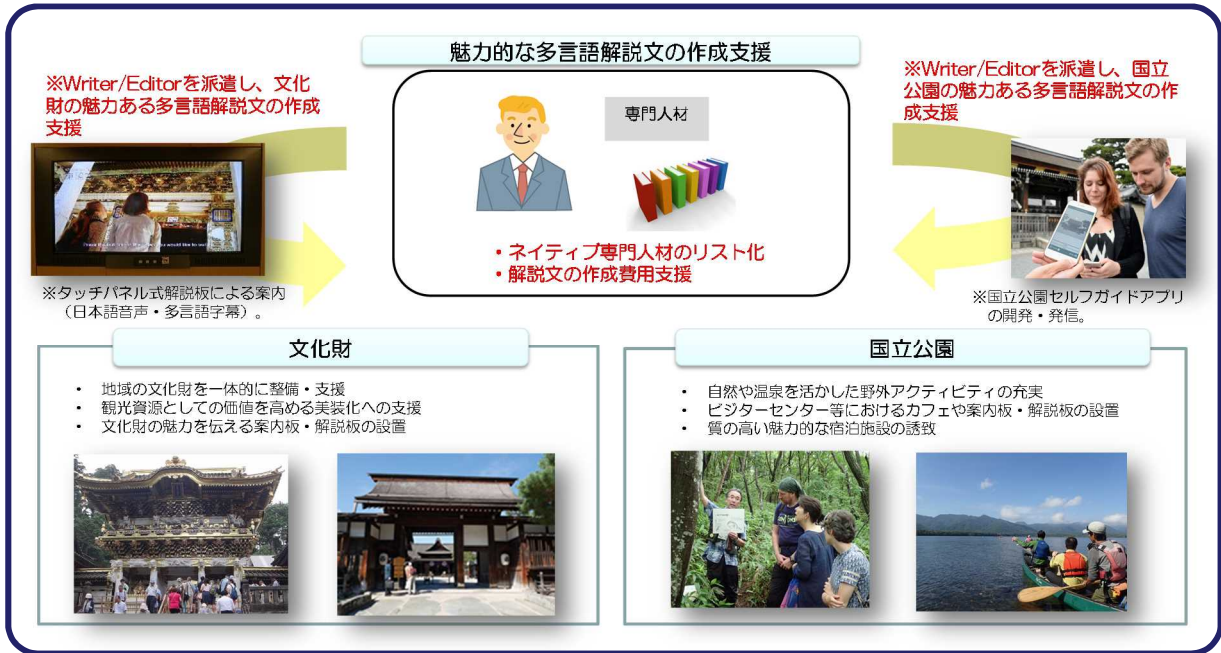 魅力的な多言語解説文の作成支援
※Writer/Editorを派遣し、文化
財の魅力ある多言語解説文の作成
支援
専門人材
※Writer/Editorを派遣し、国立
公園の魅力ある多言語解説文の作
成支援
・ネイティブ専門人材のリスト化
・解説文の作成費用支援
※タッチパネル式解説板による案内
（日本語音声・多言語字幕）。
※国立公園セルフガイドアプリ
の開発・発信。
文化財
・ 地域の文化財を一体的に整備・支援
・ 観光資源としての価値を高める美装化への支援
・ 文化財の魅力を伝える案内板・解説板の設置
国立公園
・ 自然や温泉を活かした野外アクティビティの充実
・ ビジターセンター等におけるカフェや案内板・解説板の設置
・ 質の高い魅力的な宿泊施設の誘致